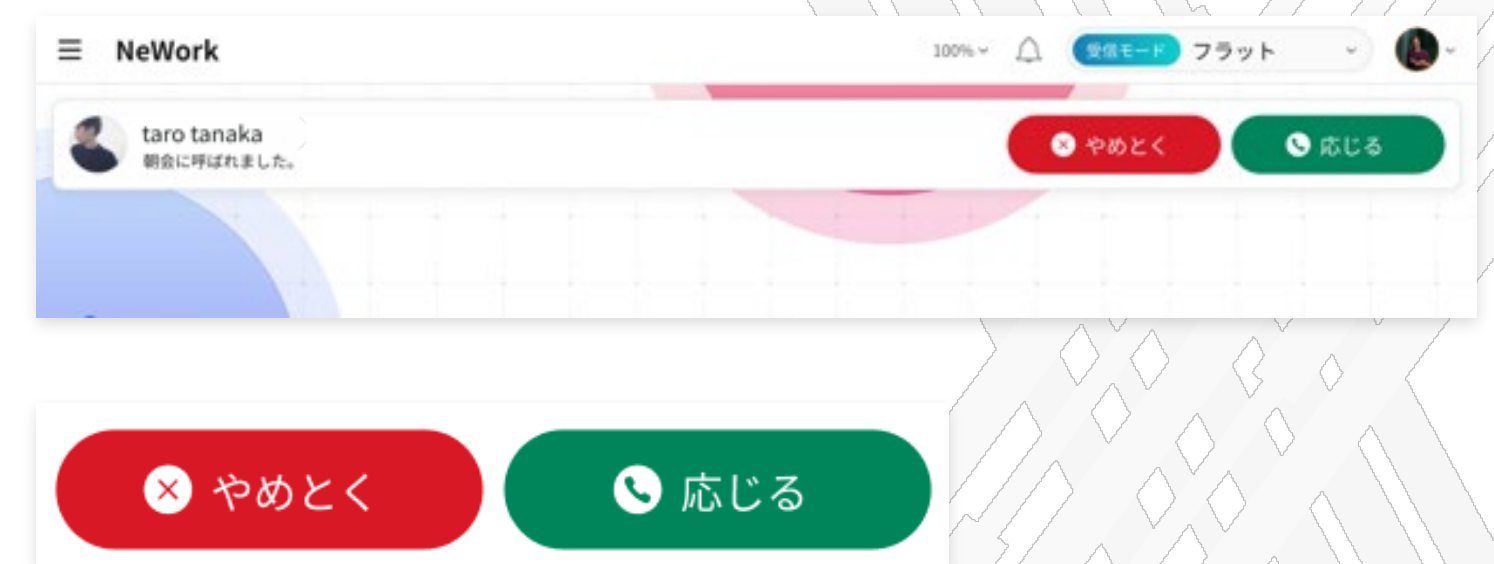 NeWork
100%
受信モード フラット
taro tanaka
朝会に呼ばれました。
やめとく
応じる
やめとく
応じる